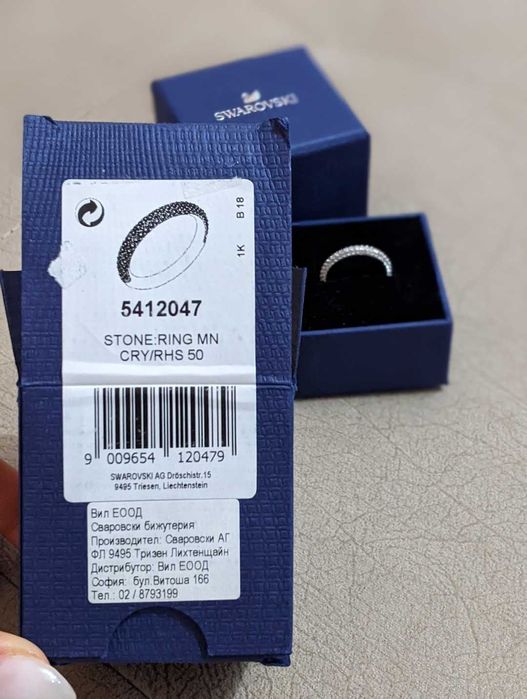 SWAROVSKI
B 18
1K
5412047
STONE:RING MN
CRY/RHS 50
9 009654 120479
SWAROVSKI AG Dröschistr.15
9495 Triesen, Liechtenstein
Вил ЕООД
Сваровски бижутерия
Производител: Сваровски АГ
ФЛ 9495 Тризен Лихтенщайн
Дистрибутор: Вил ЕООД
София: бул.Витоша 166
Тел.: 02 / 8793199